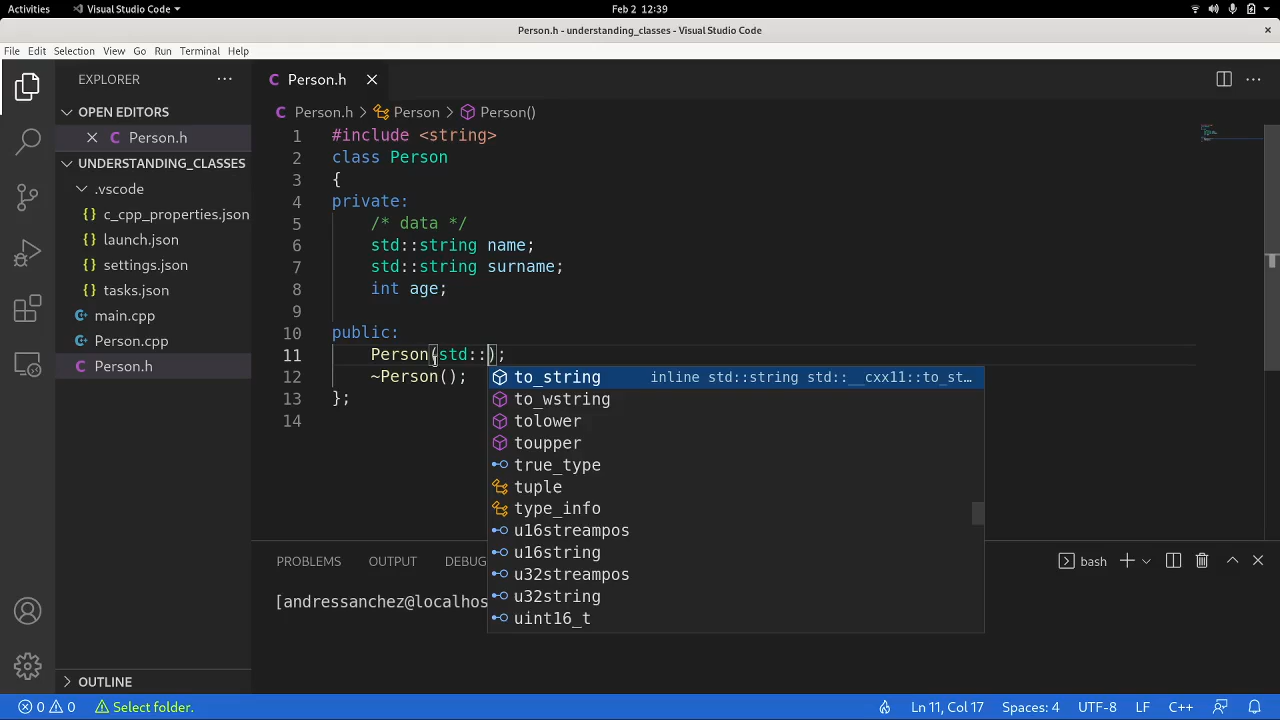 Activities
Visual Studio Code
Feb 2 12:39
Person.h - understanding_classes - Visual Studio Code
File Edit Selection View Go Run Terminal Help
EXPLORER
OPEN EDITORS
Person.h
UNDERSTANDING_CLASSES
.vscode
c_cpp_properties.json
launch.json
settings.json
tasks.json
main.cpp
Person.cpp
Person.h
OUTLINE
Person.h
Person.h > Person > Person()
1 #include <string>
2 class Person
3 {
4 private:
5 /* data */
6 std::string name;
7 std::string surname;
8 int age;
9
10 public:
11 Person(std::);
12 ~Person();
13 };
14
to_string inline std::string std::__cxx11::to_st…
to_wstring
tolower
toupper
true_type
tuple
type_info
u16streampos
u16string
u32streampos
u32string
uint16_t
PROBLEMS OUTPUT DEBUG
bash
[andressanchez@localhos
0 0 Select folder.
Ln 11, Col 17 Spaces: 4 UTF-8 LF C++